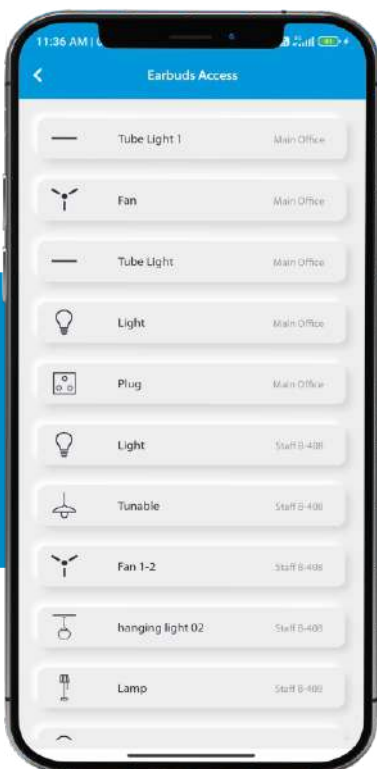 11:36 AM
Earbuds Access
Tube Light 1 Main Office
Fan Main Office
Tube Light Main Office
Light Main Office
Plug Main Office
Light Staff B-408
Tunable Staff B-408
Fan 1-2 Staff B-408
hanging light 02 Staff B-408
Lamp Staff B-408